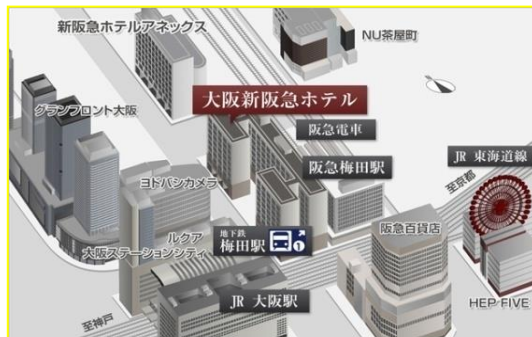 新阪急ホテルアネックス
NU茶屋町
大阪新阪急ホテル
グランフロント大阪
阪急電車
阪急梅田駅
JR 東海道線
至京都
ヨドバシカメラ
阪急百貨店
地下鉄
梅田駅
1
ルクア
大阪ステーションシティ
JR 大阪駅
HEP FIVE
至神戸